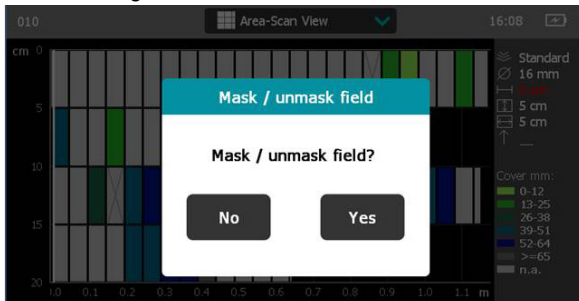 010
Area-Scan View
16:08
cm 0
5
10
15
20
Mask / unmask field
Mask / unmask field?
No
Yes
Standard
16 mm
5 cm
5 cm
Cover mm:
0-12
13-25
26-38
39-51
52-64
>=65
n.a.
0.1 0.2 0.3 0.4 0.5 0.6 0.7 0.8 0.9 1.0 1.1 m